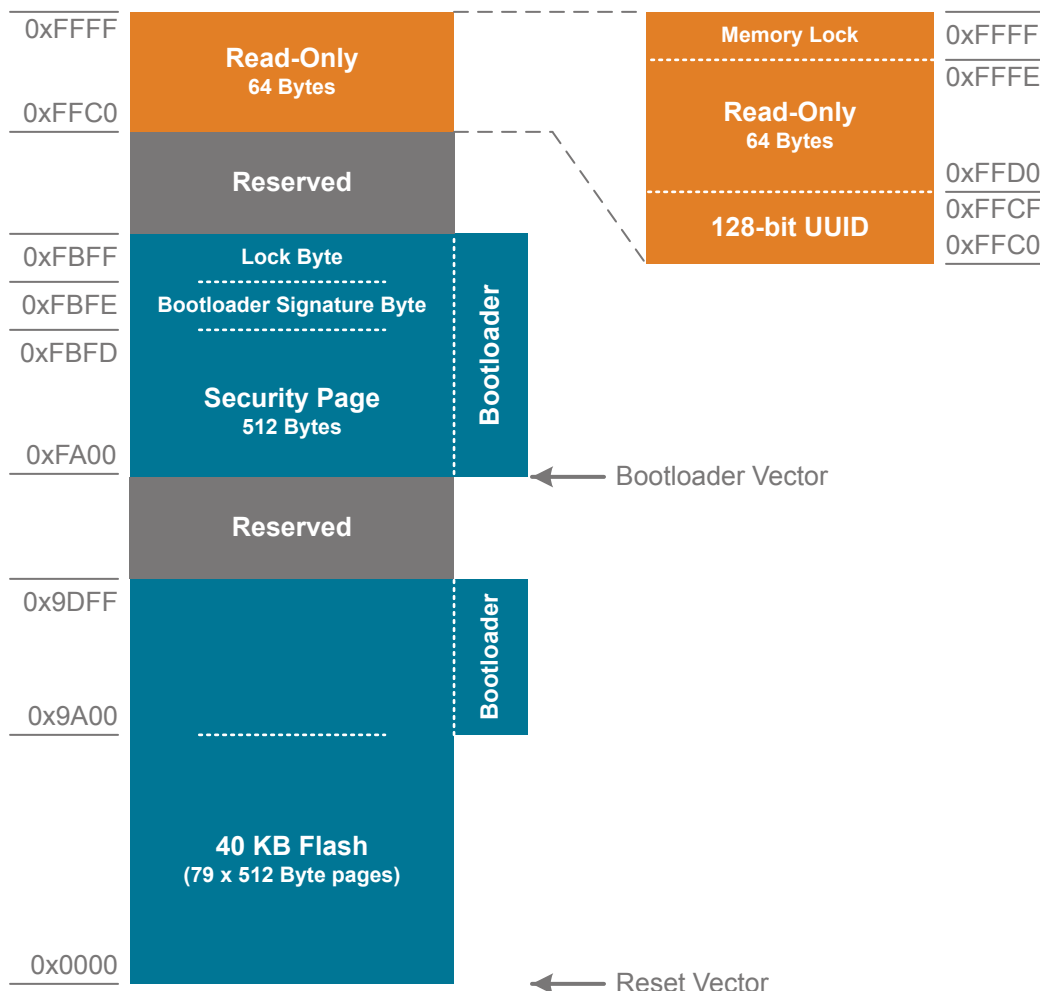 0xFFFF
Read-Only
64 Bytes
0xFFC0
Reserved
0xFBFF
Lock Byte
0xFBFE
Bootloader Signature Byte
0xFBFD
Security Page
512 Bytes
0xFA00
Bootloader
Bootloader Vector
Reserved
0x9DFF
Bootloader
0x9A00
40 KB Flash
(79 x 512 Byte pages)
0x0000
Reset Vector
Memory Lock
0xFFFF
0xFFFE
Read-Only
64 Bytes
0xFFD0
0xFFCF
128-bit UUID
0xFFC0